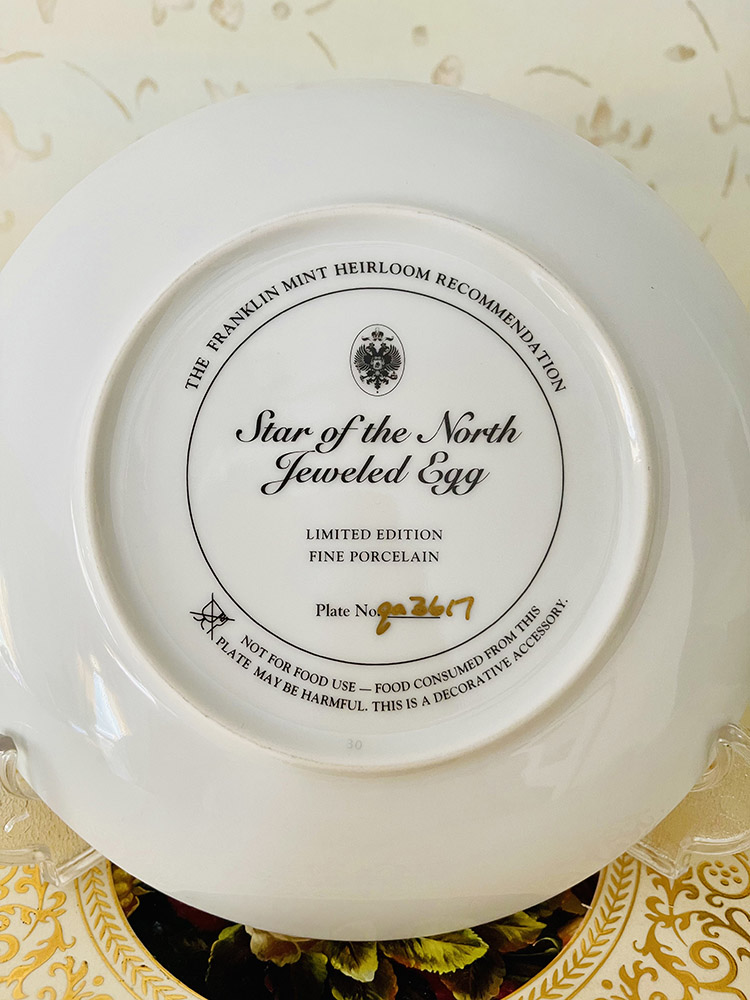 THE FRANKLIN MINT HEIRLOOM RECOMMENDATION
Star of the North
Jeweled Egg
LIMITED EDITION
FINE PORCELAIN
Plate No. qa3617
NOT FOR FOOD USE — FOOD CONSUMED FROM THIS
PLATE MAY BE HARMFUL. THIS IS A DECORATIVE ACCESSORY.
30